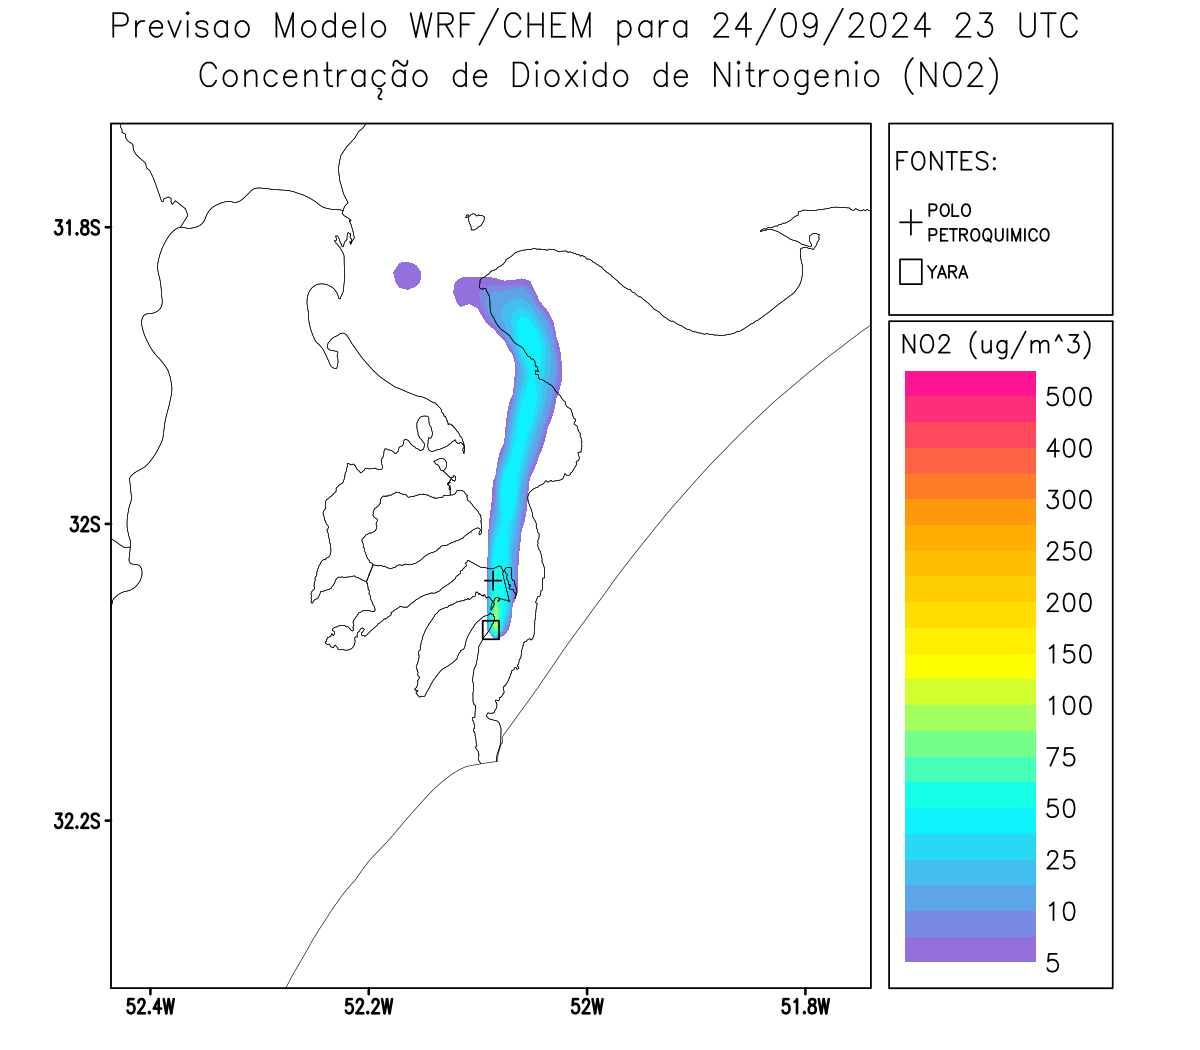 Previsao Modelo WRF/CHEM para 24/09/2024 23 UTC
Concentração de Dioxido de Nitrogenio (NO2)
FONTES:
POLO
PETROQUIMICO
YARA
NO2 (ug/m^3)
500
400
300
250
200
150
100
75
50
25
10
5
31.8S
32S
32.2S
52.4W
52.2W
52W
51.8W